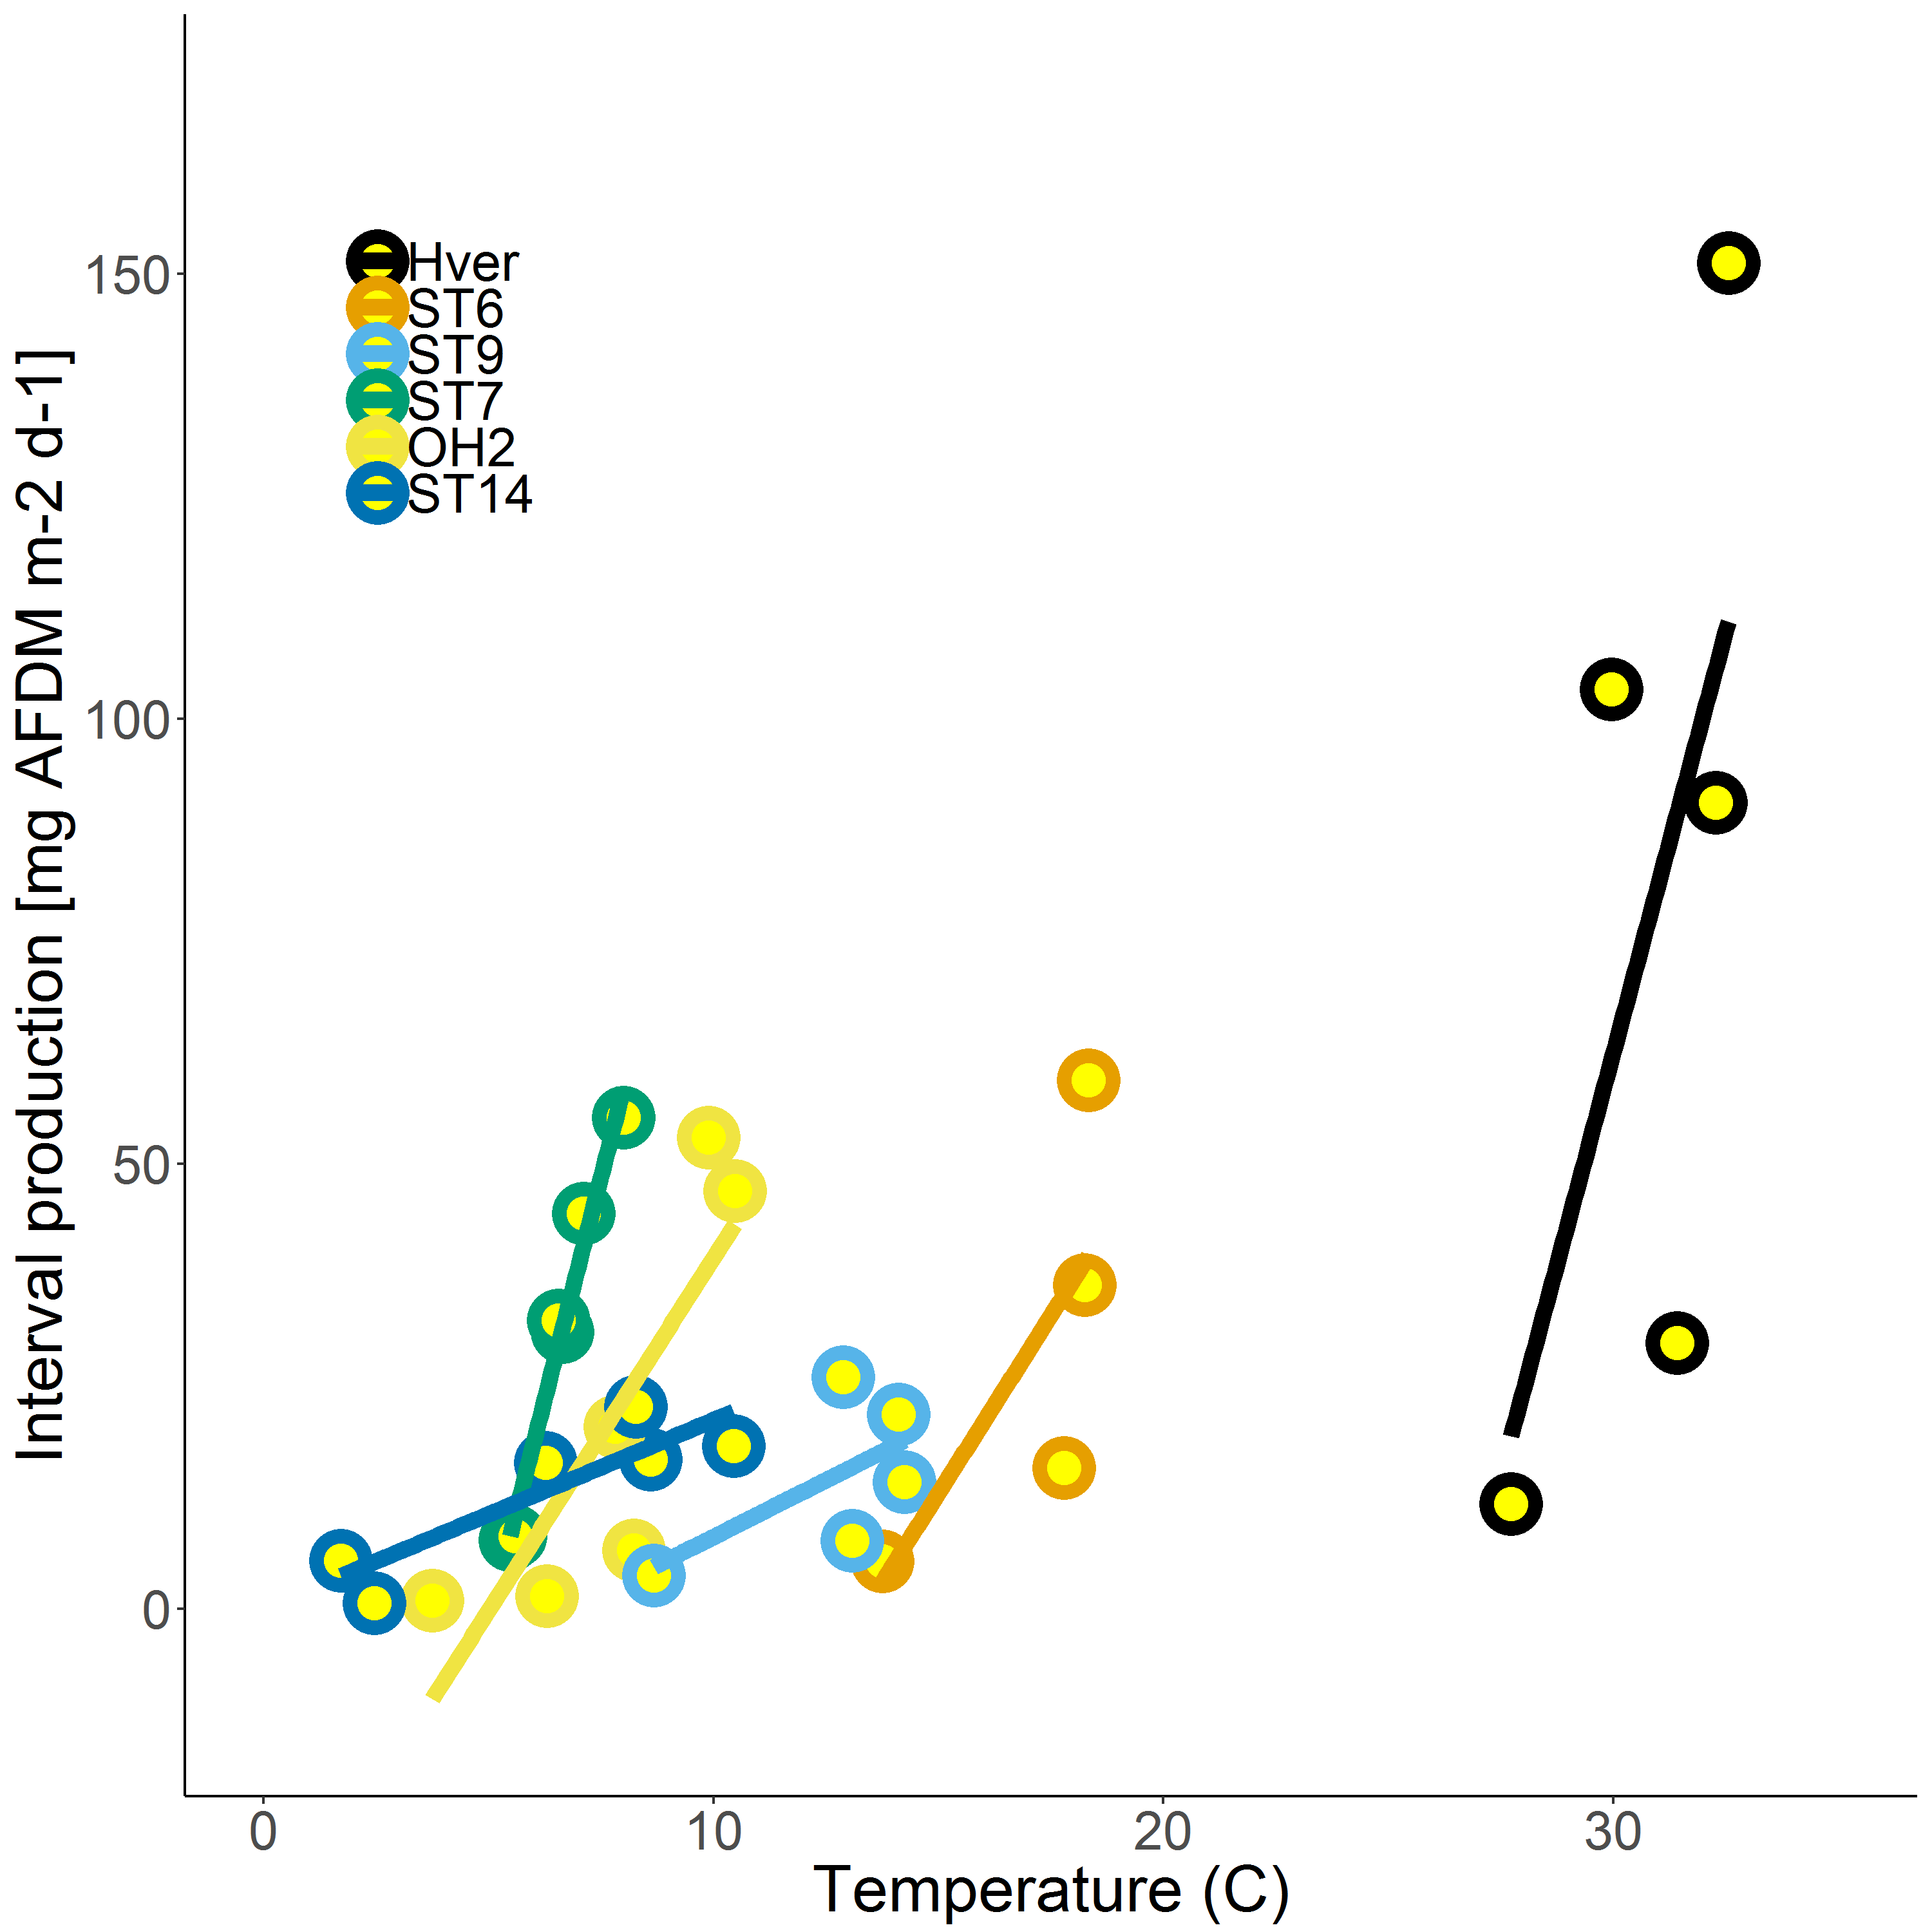 Interval production [mg AFDM m-2 d-1]
150
100
50
0
Hver
ST6
ST9
ST7
OH2
ST14
0 10 20 30
Temperature (C)